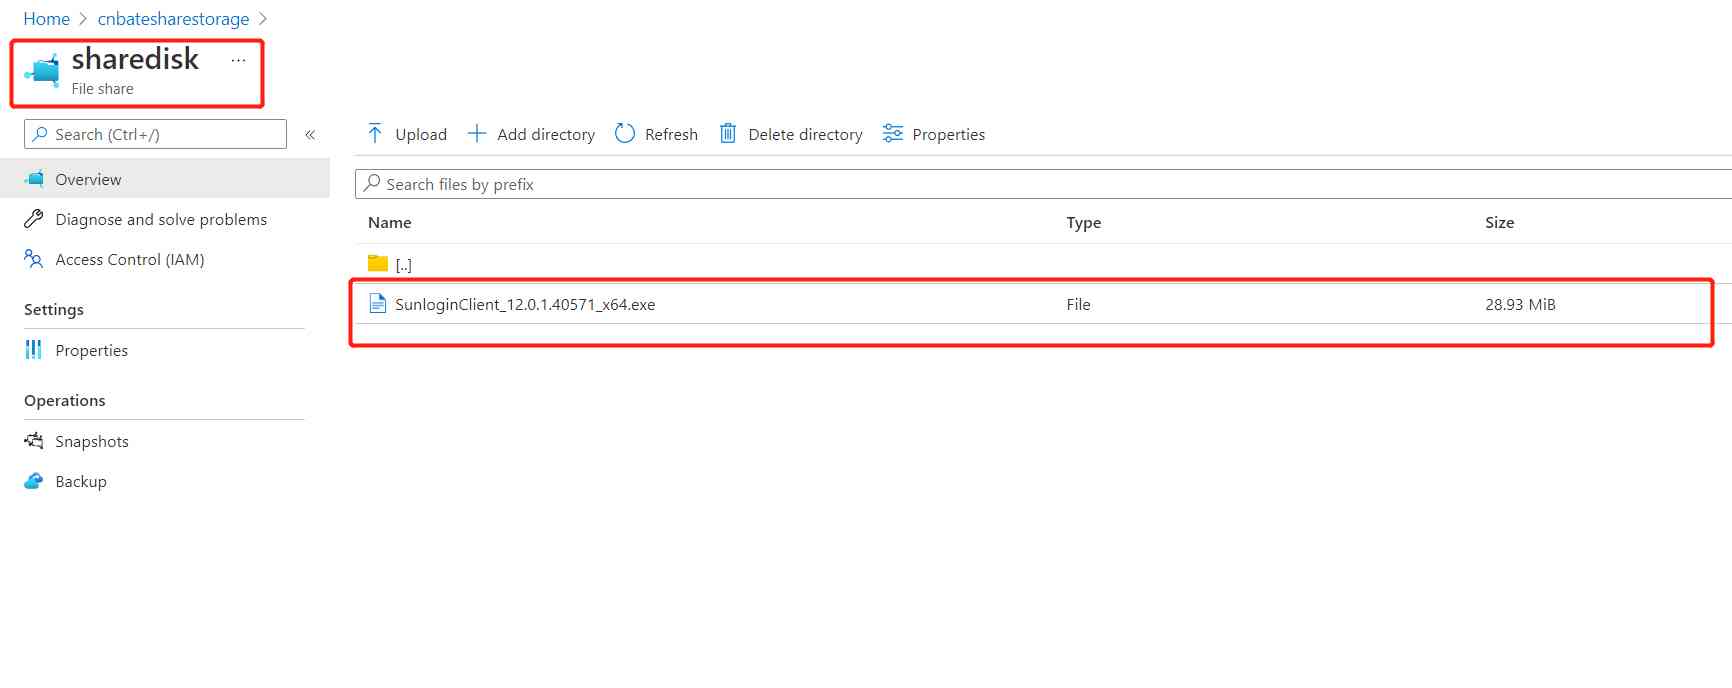 Home > cnbatesharestorage >
sharedisk ...
File share
Search (Ctrl+/) «
Upload Add directory Refresh Delete directory Properties
Overview
Diagnose and solve problems
Access Control (IAM)
Settings
Properties
Operations
Snapshots
Backup
Search files by prefix
Name Type Size
[..]
SunloginClient_12.0.1.40571_x64.exe File 28.93 MiB